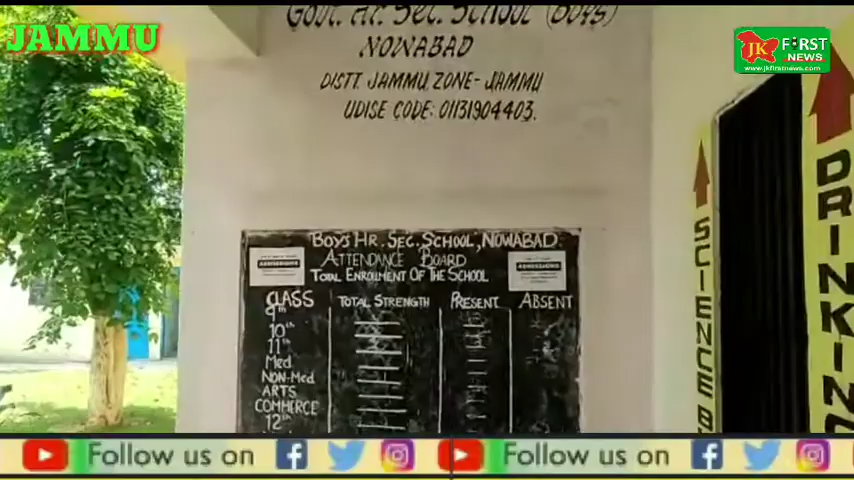 JAMMU
GOVT. HR. SEC. SCHOOL (BOYS)
NOWABAD
DISTT. JAMMU ZONE-JAMMU
UDISE CODE: 01131904403.
JK FIRST
NEWS
www.jkfirstnews.com
BOYS HR. SEC. SCHOOL, NOWABAD
ATTENDANCE BOARD
TOTAL ENROLMENT OF THE SCHOOL
CLASS TOTAL STRENGTH PRESENT ABSENT
9th
10th
11th
MED
NON-MED
ARTS
COMMERCE
12th
SCIENCE B
DRINKING
Follow us on
Follow us on